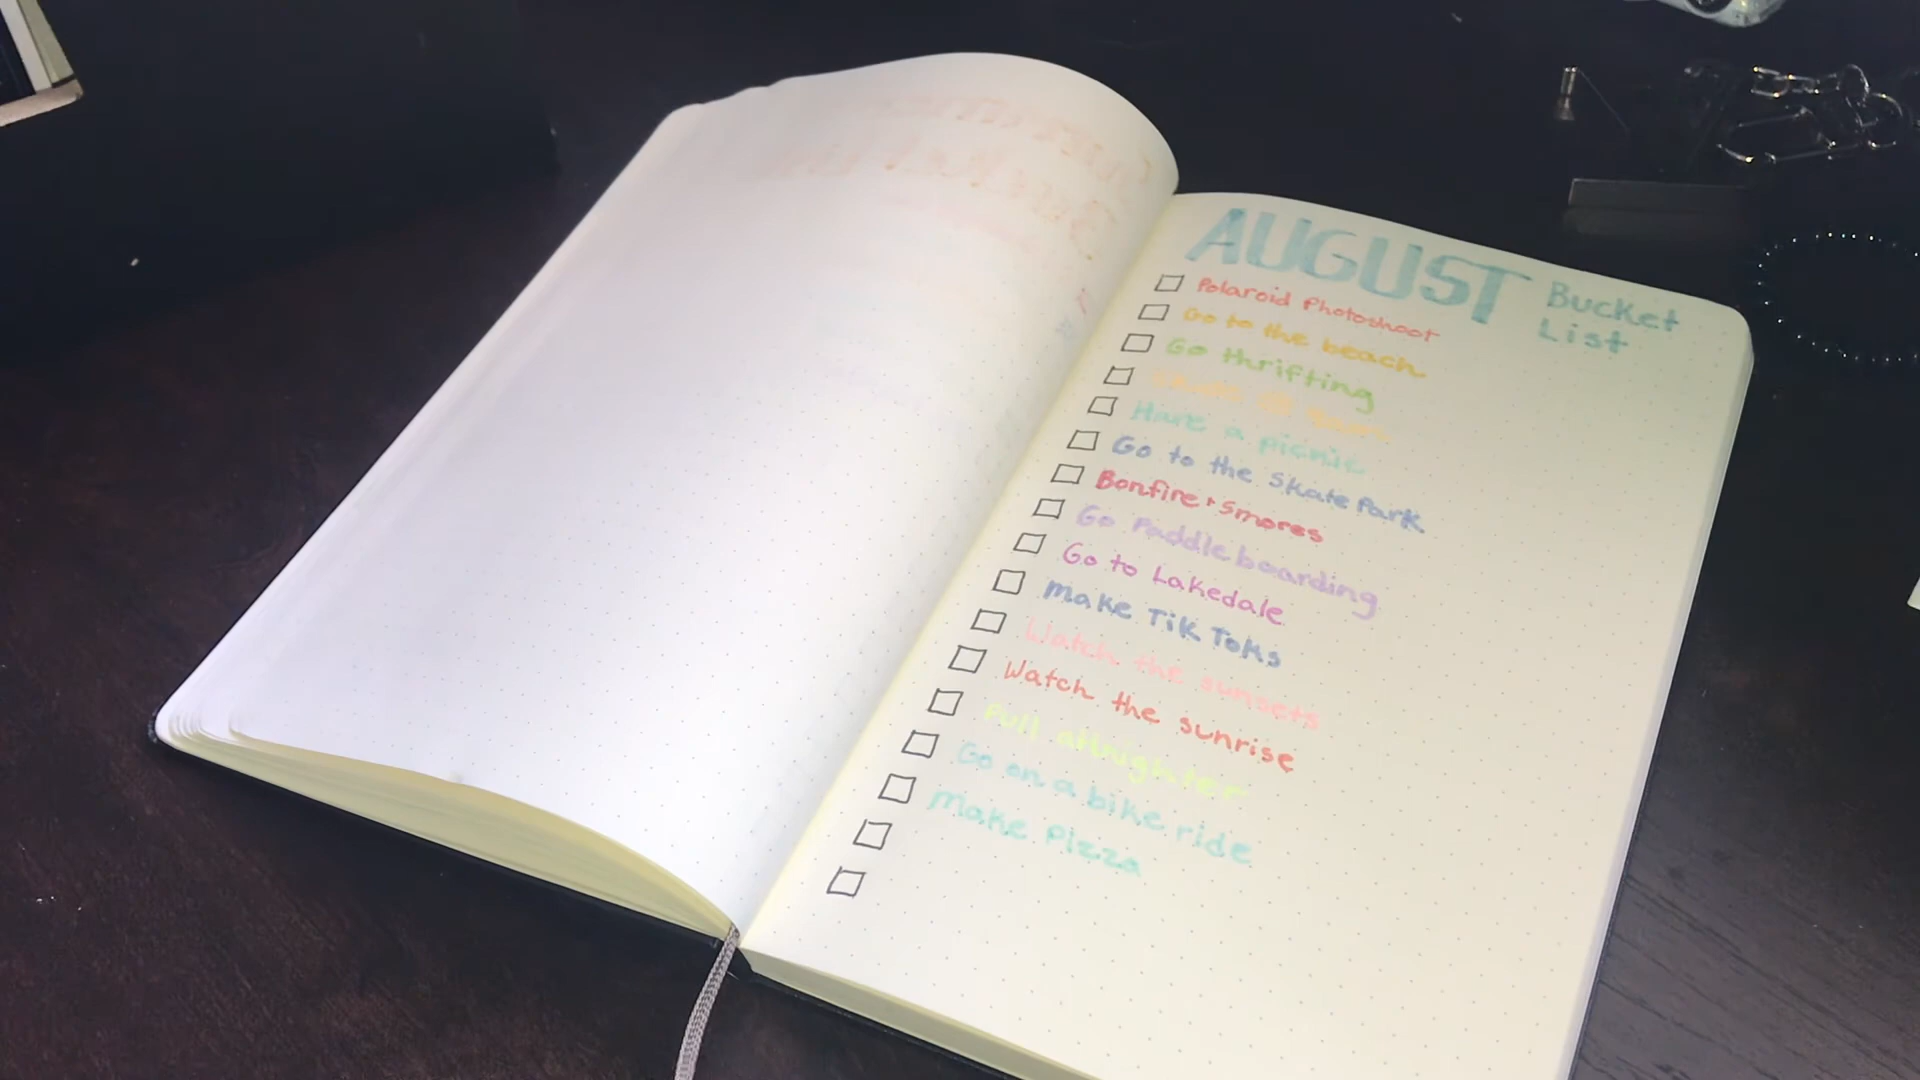 AUGUST Bucket
List
Polaroid Photoshoot
Go to the beach
Go thrifting
Have a picnic
Go to the Skate Park
Bonfire + Smores
Go Paddle boarding
Go to Lakedale
Make Tik Toks
Watch the sunsets
Watch the sunrise
Pull allnighter
Go on a bike ride
Make Pizza